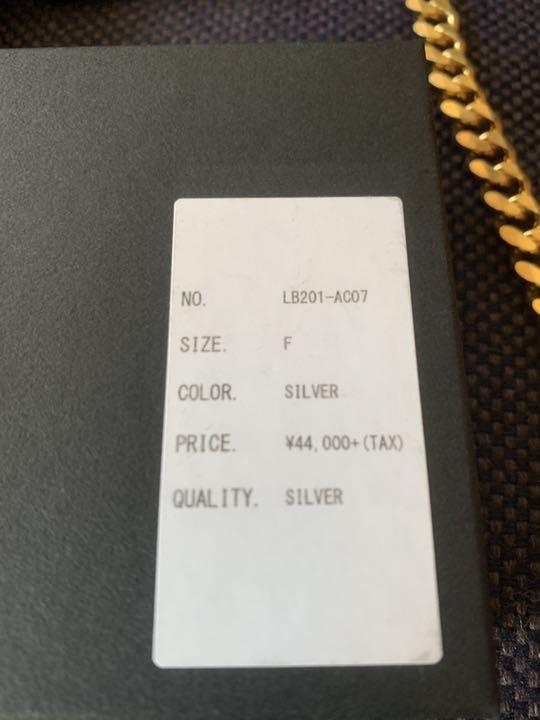 NO. LB201-AC07
SIZE. F
COLOR. SILVER
PRICE. ¥44,000+(TAX)
QUALITY. SILVER